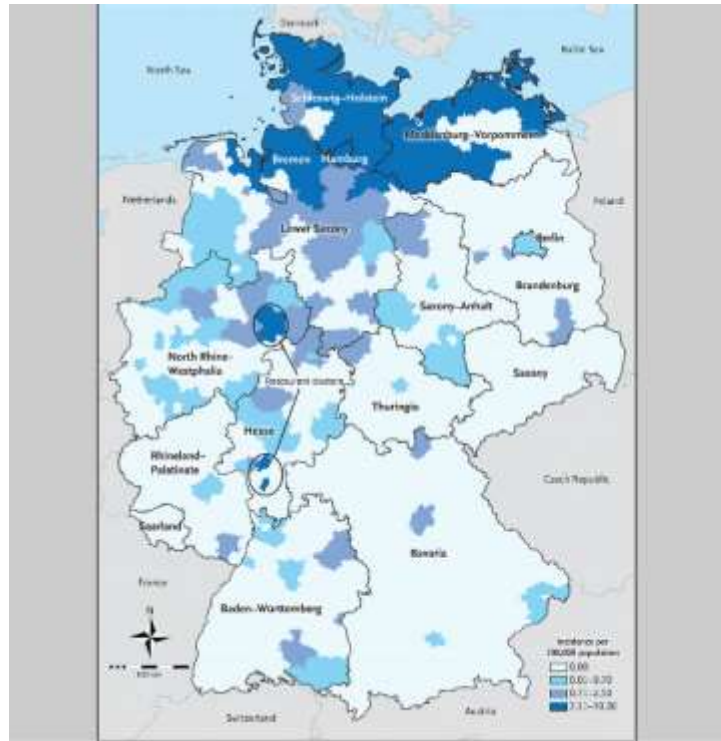 Denmark
North Sea
Baltic Sea
Schleswig-Holstein
Mecklenburg-Vorpommern
Bremen
Hamburg
Netherlands
Poland
Lower Saxony
Berlin
Brandenburg
Saxony-Anhalt
North Rhine-
Westphalia
Restaurant clusters
Saxony
Thuringia
Hesse
Rhineland-
Palatinate
Czech Republic
Saarland
Bavaria
France
N
Baden-Württemberg
incidence per
100,000 population
0.00
Switzerland
Austria